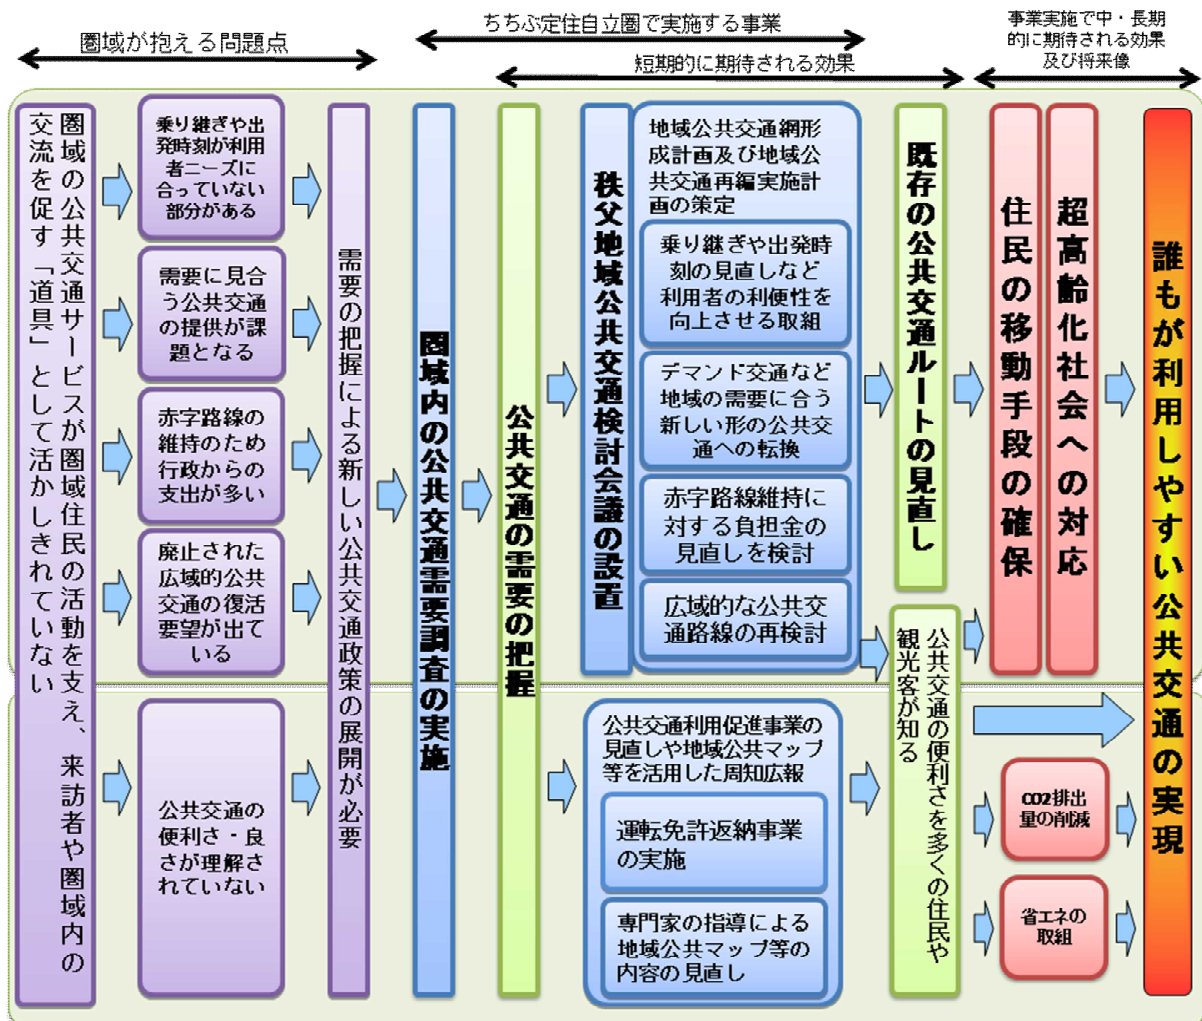 圏域が抱える問題点
ちちぶ定住自立圏で実施する事業
短期的に期待される効果
事業実施で中・長期
的に期待される効果
及び将来像
圏域の公共交通サービスが圏域住民の活動を支え、来訪者や圏域内の
交流を促す「道具」として活かしきれていない
乗り継ぎや出
発時刻が利用
者ニーズに
合っていない
部分がある
需要に見合
う公共交通
の提供が課
題となる
赤字路線の
維持のため
行政からの
支出が多い
廃止された
広域的公共
交通の復活
要望が出て
いる
公共交通の
便利さ・良
さが理解さ
れていない
需要の把握による新しい公共交通政策の展開が必要
圏域内の公共交通需要調査の実施
公共交通の需要の把握
秩父地域公共交通検討会議の設置
地域公共交通網形
成計画及び地域公
共交通再編実施計
画の策定
乗り継ぎや出発時
刻の見直しなど
利用者の利便性を
向上させる取組
デマンド交通など
地域の需要に合う
新しい形の公共交
通への転換
赤字路線維持に
対する負担金の
見直しを検討
広域的な公共交
通路線の再検討
公共交通利用促進事業の
見直しや地域公共マップ
等を活用した周知広報
運転免許返納事業
の実施
専門家の指導による
地域公共マップ等の
内容の見直し
既存の公共交通ルートの見直し
公共交通の便利さを多くの住民や
観光客が知る
住民の移動手段の確保
超高齢化社会への対応
CO2排出
量の削減
省エネの
取組
誰もが利用しやすい公共交通の実現